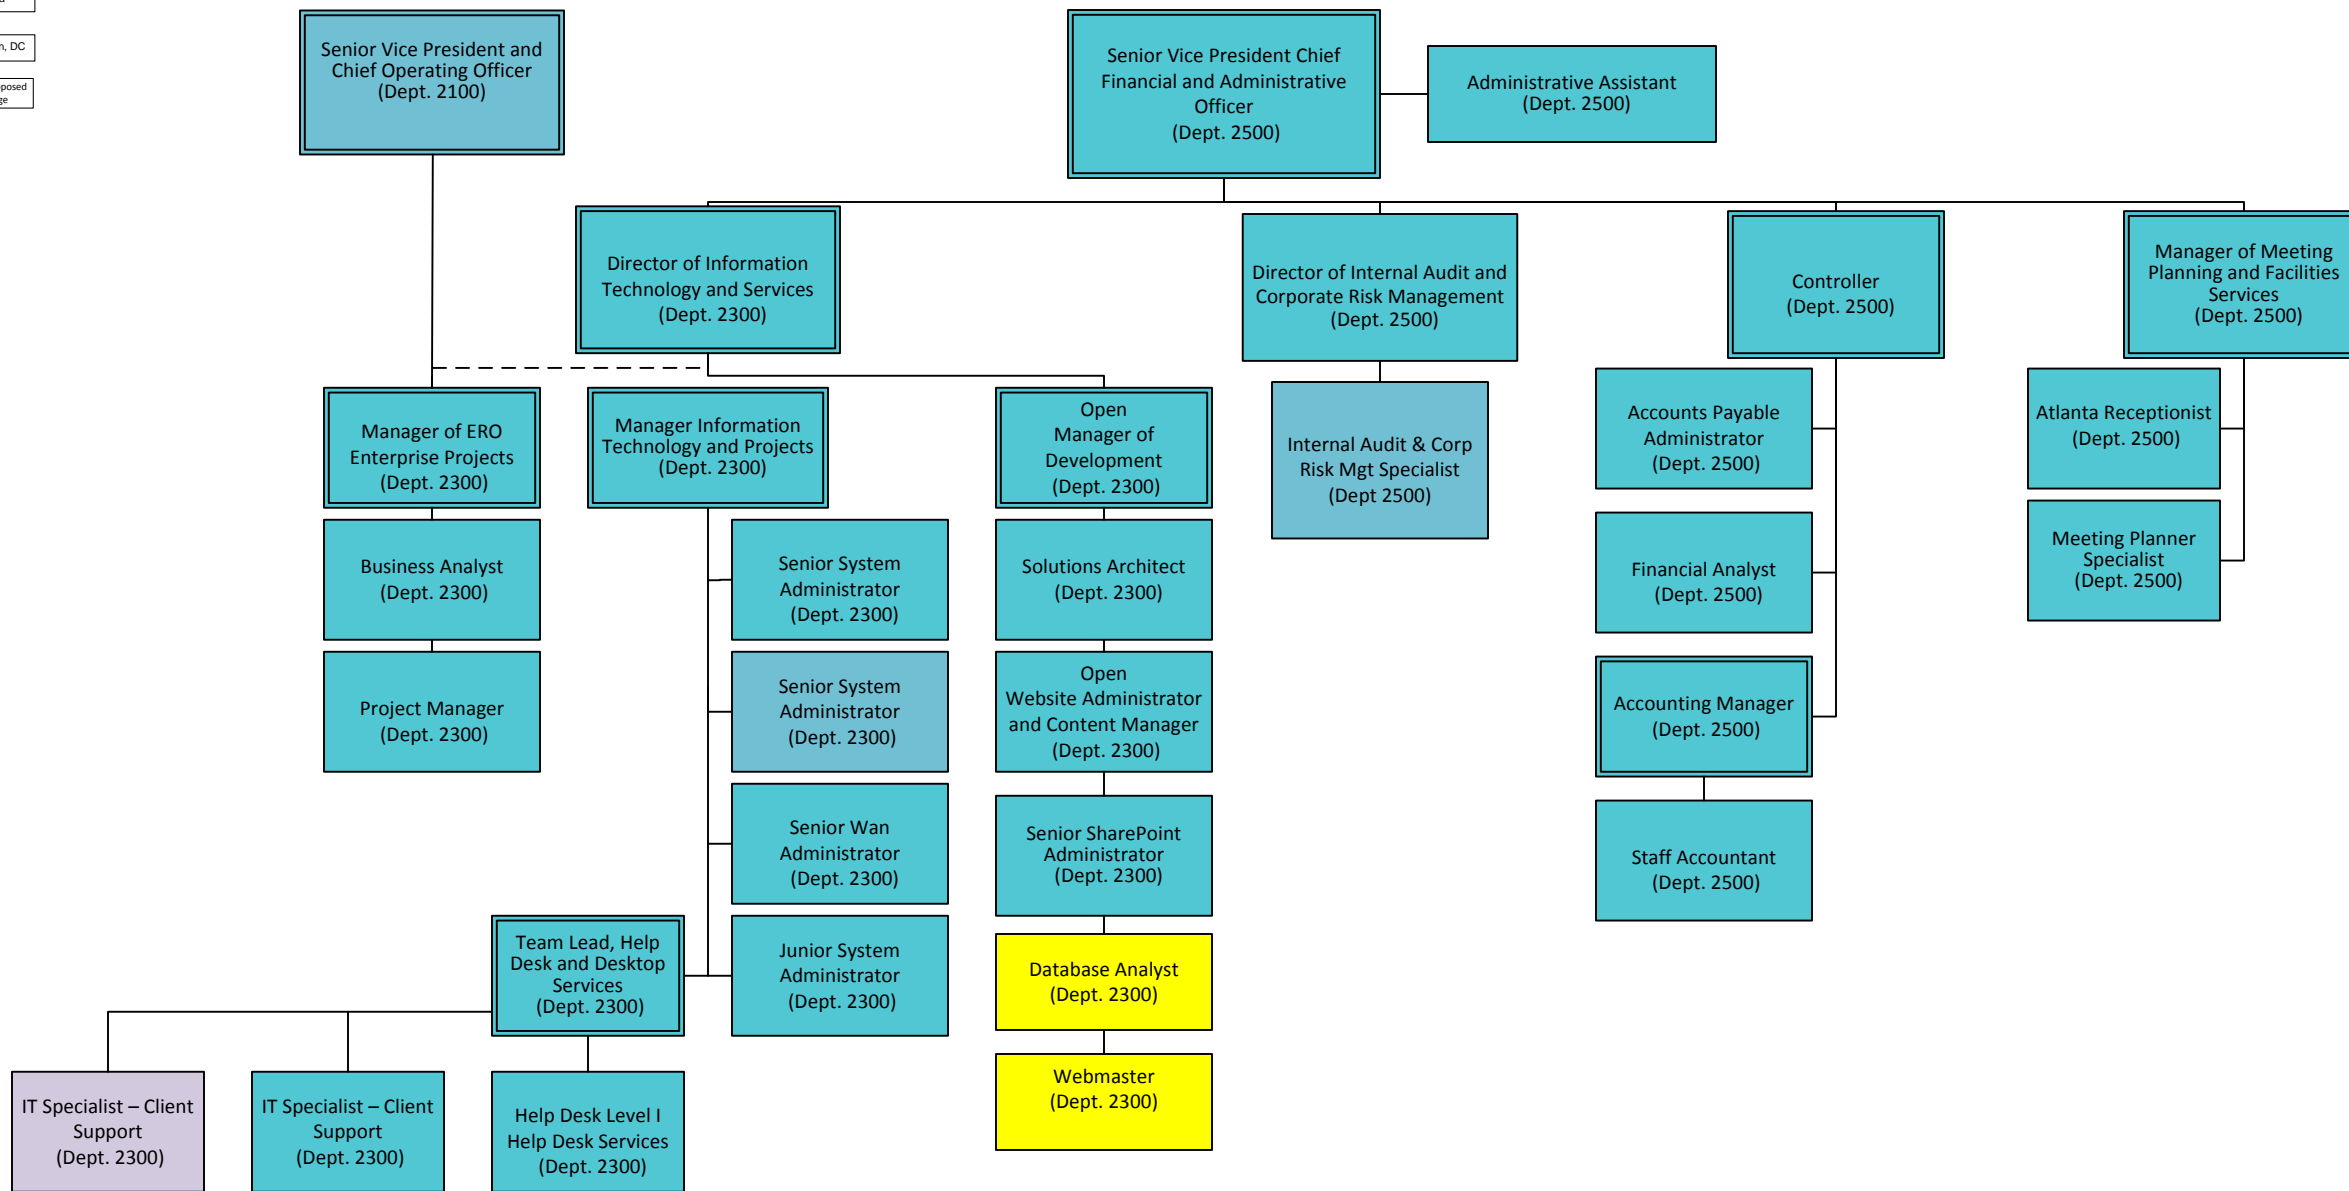 DC
Senior Vice President and
Chief Operating Officer
(Dept. 2100)
Senior Vice President Chief
Financial and Administrative
Officer
(Dept. 2500)
Administrative Assistant
(Dept. 2500)
Director of Information
Technology and Services
(Dept. 2300)
Director of Internal Audit and
Corporate Risk Management
(Dept. 2500)
Controller
(Dept. 2500)
Manager of Meeting
Planning and Facilities
Services
(Dept. 2500)
Manager of ERO
Enterprise Projects
(Dept. 2300)
Manager Information
Technology and Projects
(Dept. 2300)
Open
Manager of
Development
(Dept. 2300)
Internal Audit & Corp
Risk Mgt Specialist
(Dept 2500)
Accounts Payable
Administrator
(Dept. 2500)
Atlanta Receptionist
(Dept. 2500)
Business Analyst
(Dept. 2300)
Senior System
Administrator
(Dept. 2300)
Solutions Architect
(Dept. 2300)
Financial Analyst
(Dept. 2500)
Meeting Planner
Specialist
(Dept. 2500)
Project Manager
(Dept. 2300)
Senior System
Administrator
(Dept. 2300)
Open
Website Administrator
and Content Manager
(Dept. 2300)
Accounting Manager
(Dept. 2500)
Senior Wan
Administrator
(Dept. 2300)
Senior SharePoint
Administrator
(Dept. 2300)
Staff Accountant
(Dept. 2500)
Team Lead, Help
Desk and Desktop
Services
(Dept. 2300)
Junior System
Administrator
(Dept. 2300)
Database Analyst
(Dept. 2300)
IT Specialist – Client
Support
(Dept. 2300)
IT Specialist – Client
Support
(Dept. 2300)
Help Desk Level I
Help Desk Services
(Dept. 2300)
Webmaster
(Dept. 2300)